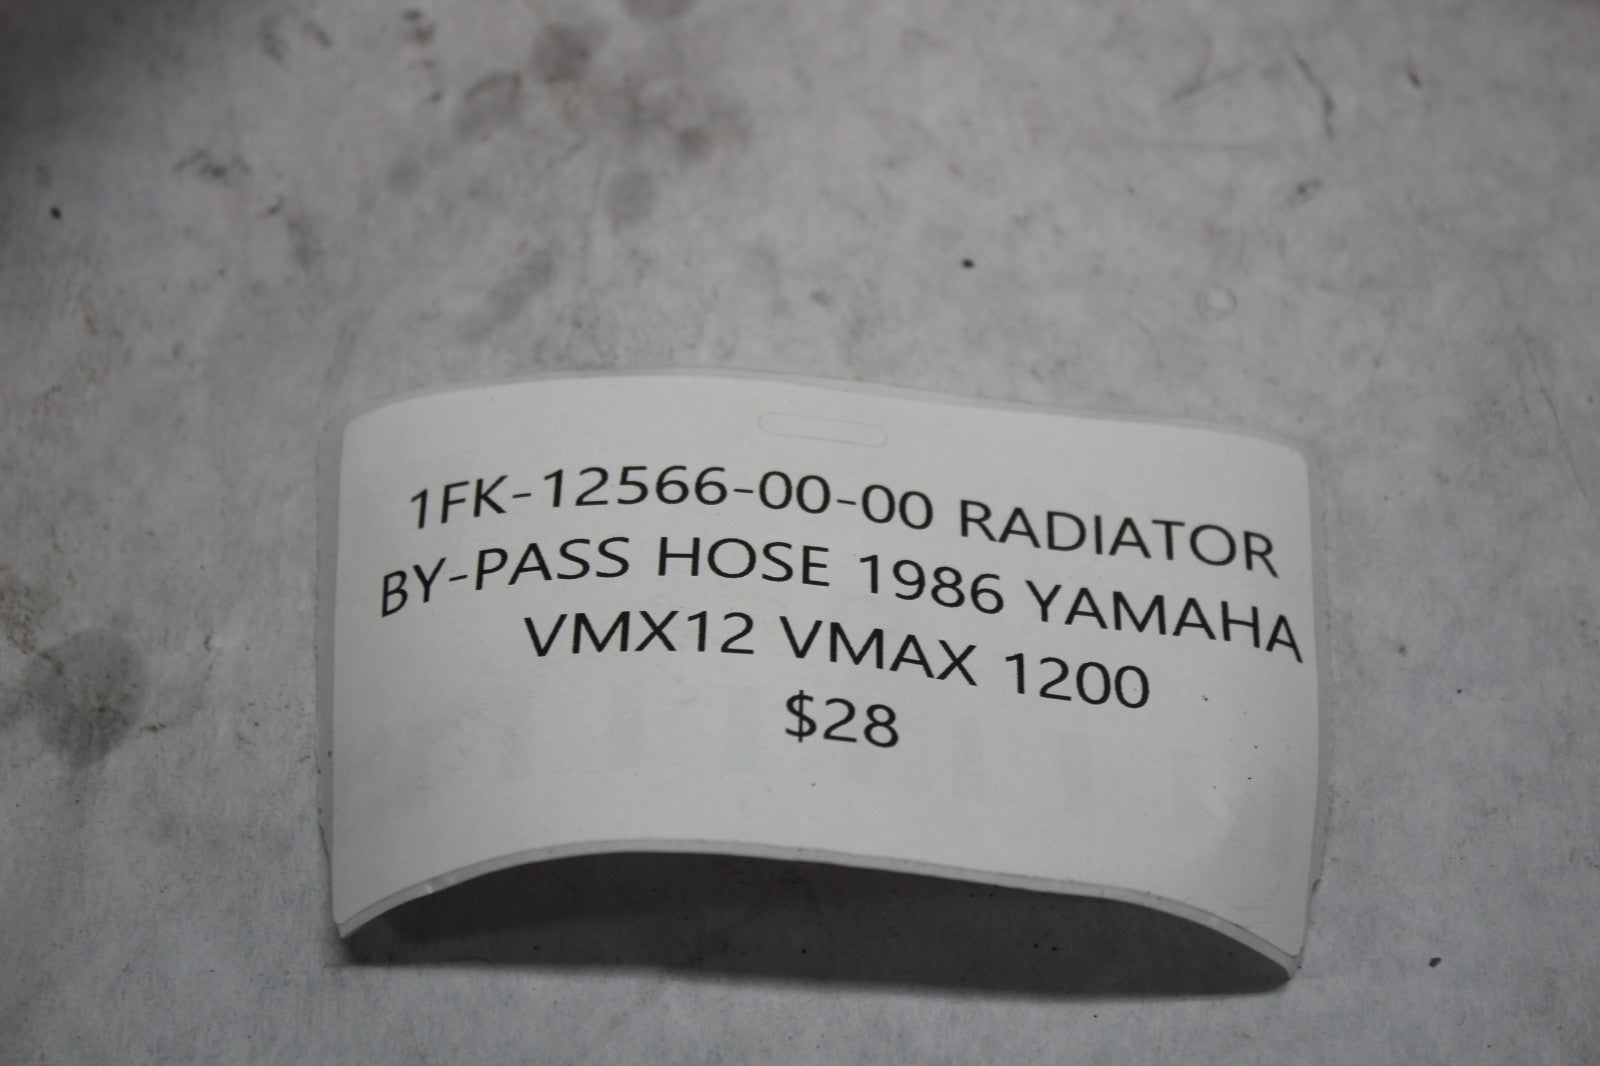 1FK-12566-00-00 RADIATOR
BY-PASS HOSE 1986 YAMAHA
VMX12 VMAX 1200
$28